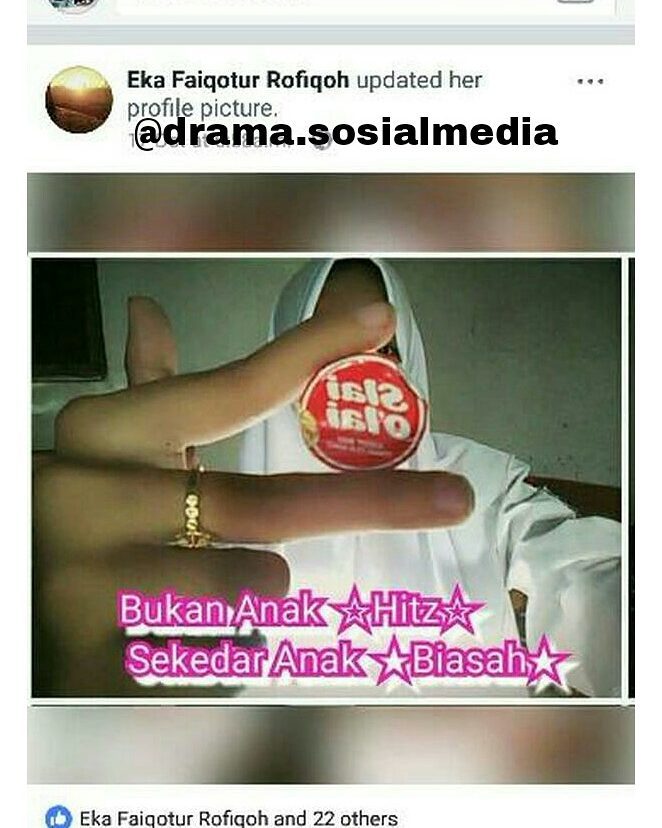 Eka Faiqotur Rofiqoh updated her
profile picture.
@drama.sosialmedia
Slai
o'lai
Bukan Anak ☆Hitz☆
Sekedar Anak ★Biasah★
Eka Faiqotur Rofiqoh and 22 others